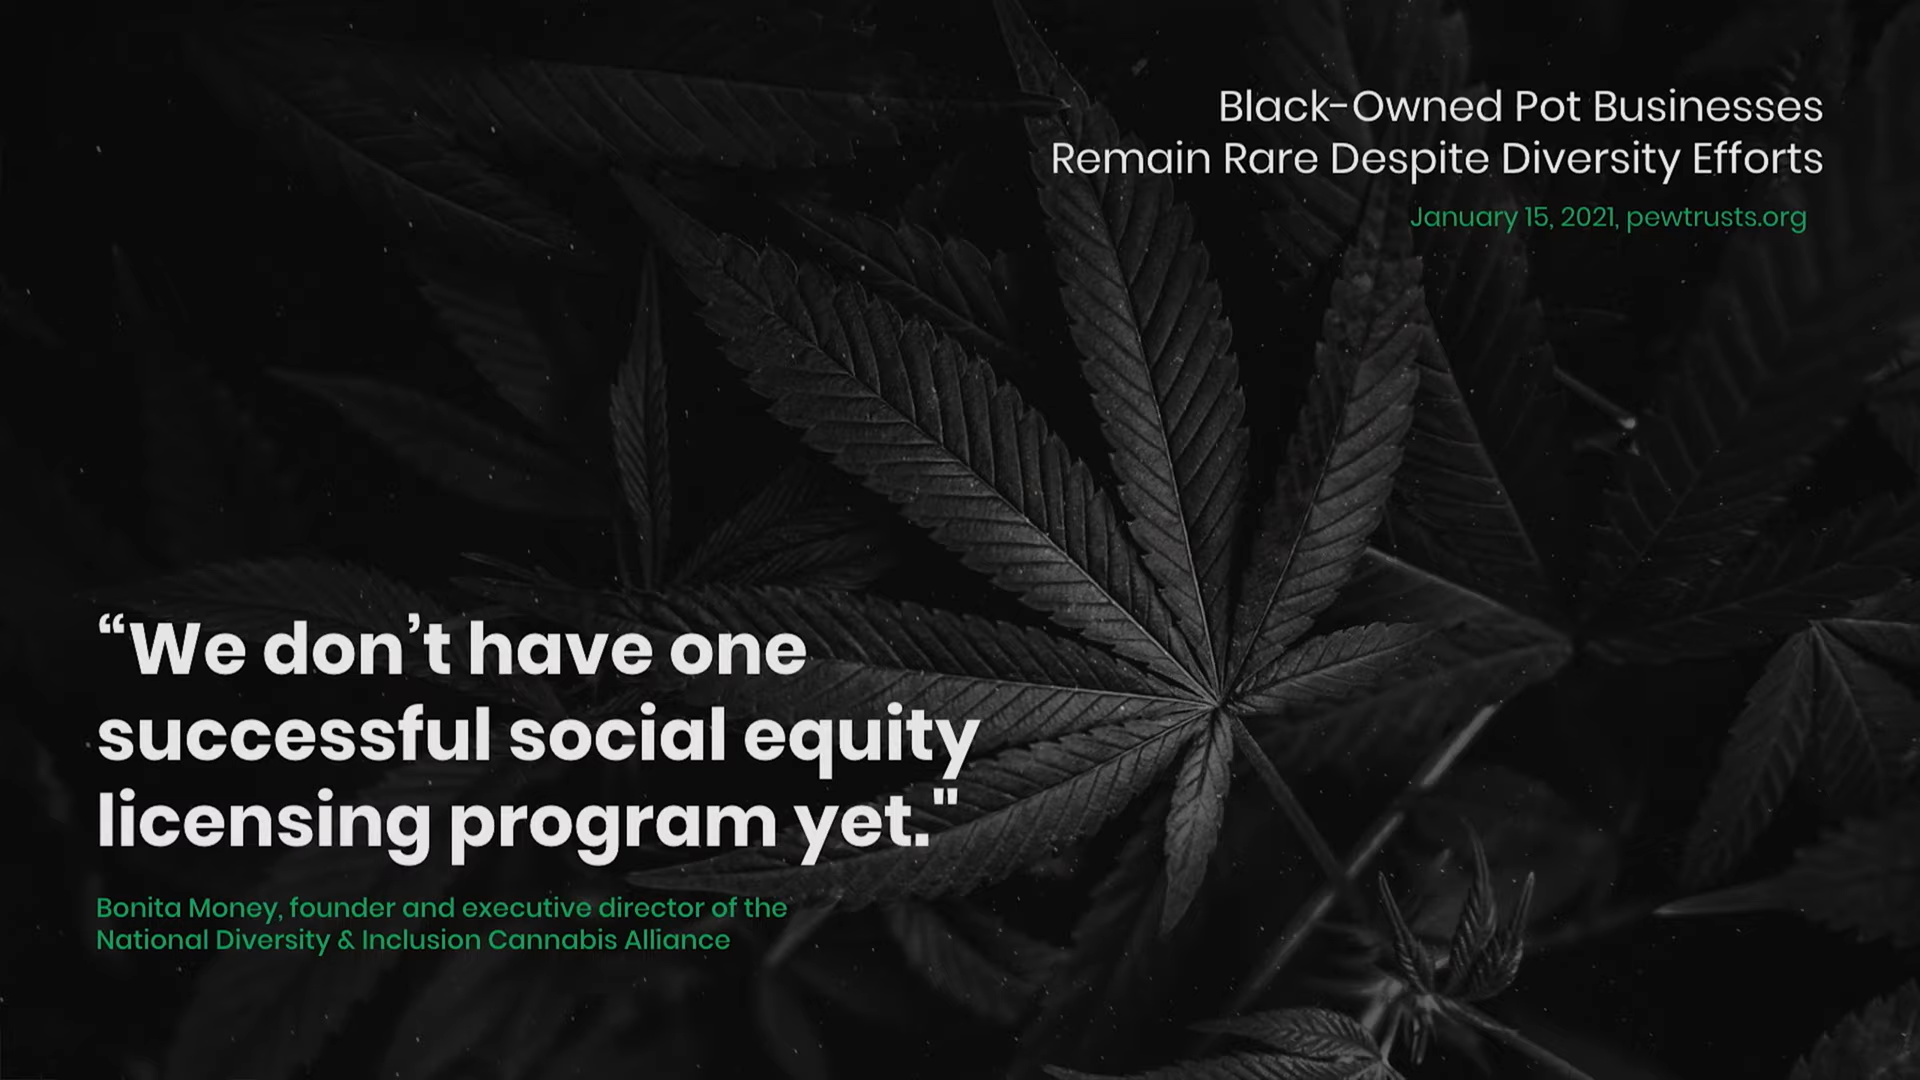 Black-Owned Pot Businesses
Remain Rare Despite Diversity Efforts
January 15, 2021, pewtrusts.org
“We don’t have one
successful social equity
licensing program yet."
Bonita Money, founder and executive director of the
National Diversity & Inclusion Cannabis Alliance